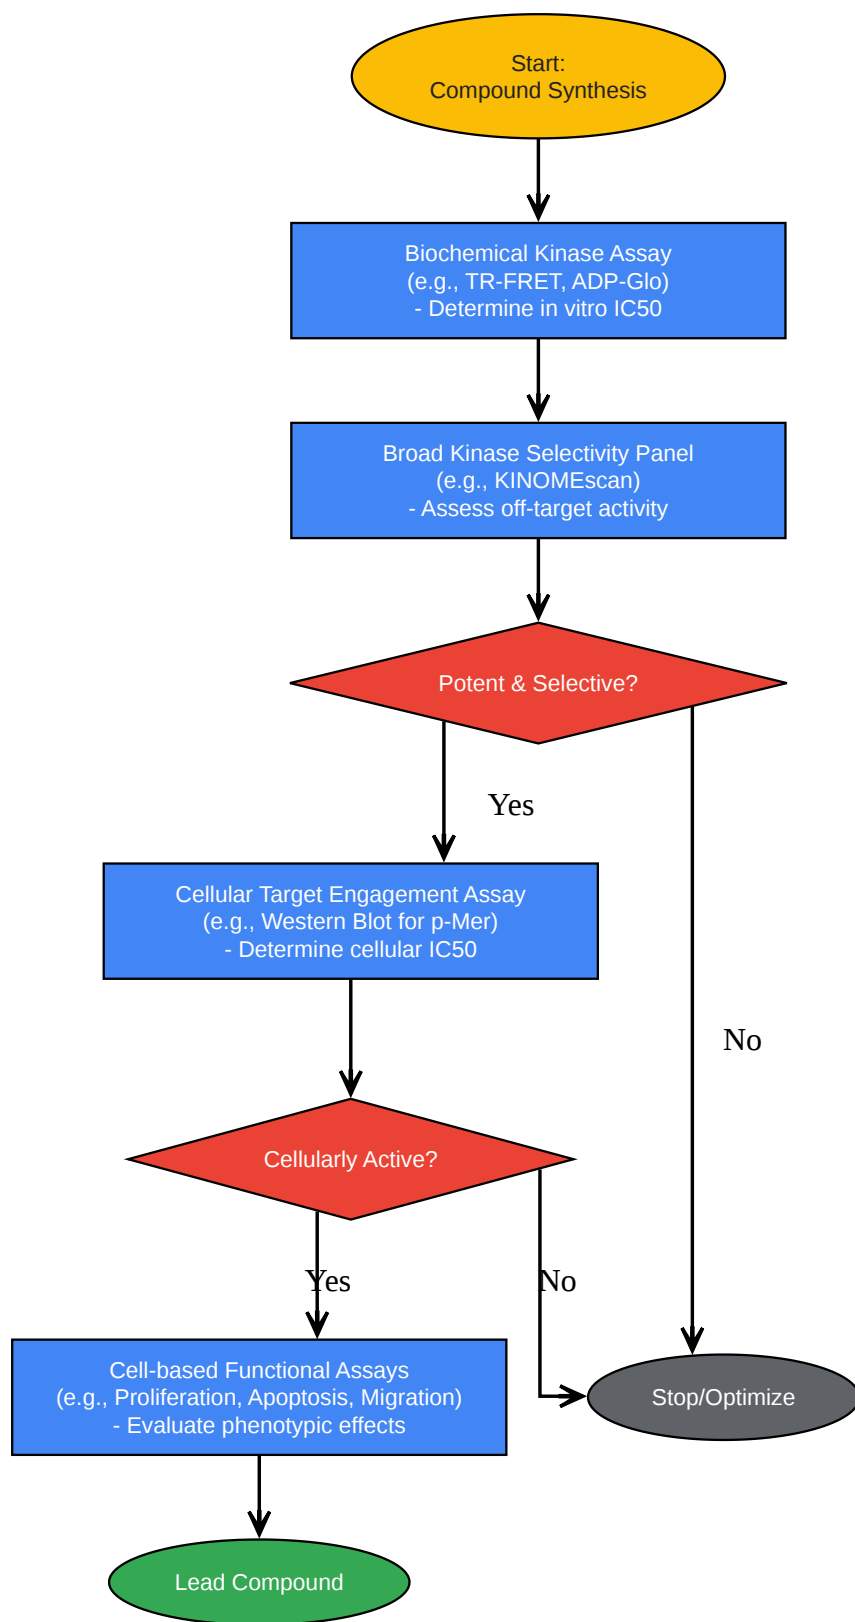 Start:
Compound Synthesis
Biochemical Kinase Assay
(e.g., TR-FRET, ADP-Glo)
- Determine in vitro IC50
Broad Kinase Selectivity Panel
(e.g., KINOMEscan)
- Assess off-target activity
Potent & Selective?
Yes
Cellular Target Engagement Assay
(e.g., Western Blot for p-Mer)
- Determine cellular IC50
No
Cellularly Active?
Yes
No
Cell-based Functional Assays
(e.g., Proliferation, Apoptosis, Migration)
- Evaluate phenotypic effects
Stop/Optimize
Lead Compound